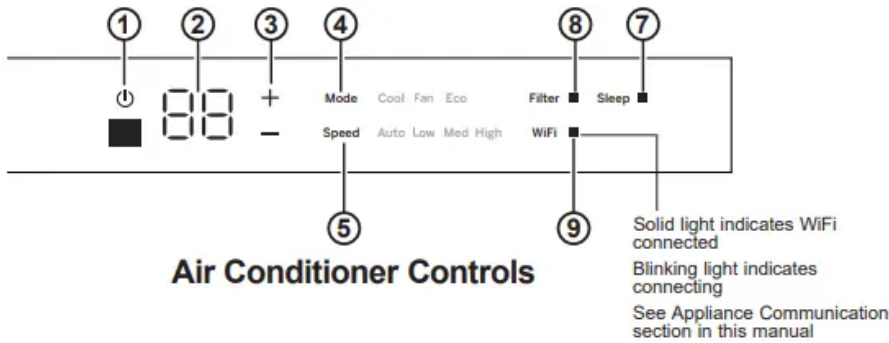 1 2 3 4 8 7
88 + Mode Cool Fan Eco Filter Sleep
− Speed Auto Low Med High WiFi
5 9
Air Conditioner Controls
Solid light indicates WiFi
connected
Blinking light indicates
connecting
See Appliance Communication
section in this manual